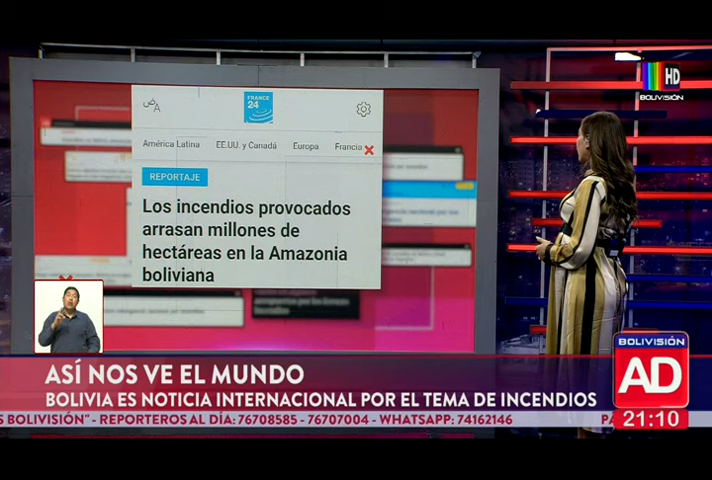 FRANCE
24
HD
BOLIVISIÓN
América Latina EE.UU. y Canadá Europa Francia
REPORTAJE
Los incendios provocados
arrasan millones de
hectáreas en la Amazonia
boliviana
BOLIVISIÓN
AD
21:10
ASÍ NOS VE EL MUNDO
BOLIVIA ES NOTICIA INTERNACIONAL POR EL TEMA DE INCENDIOS
S BOLIVISIÓN" - REPORTEROS AL DÍA: 76708585 - 76707004 - WHATSAPP: 74162146